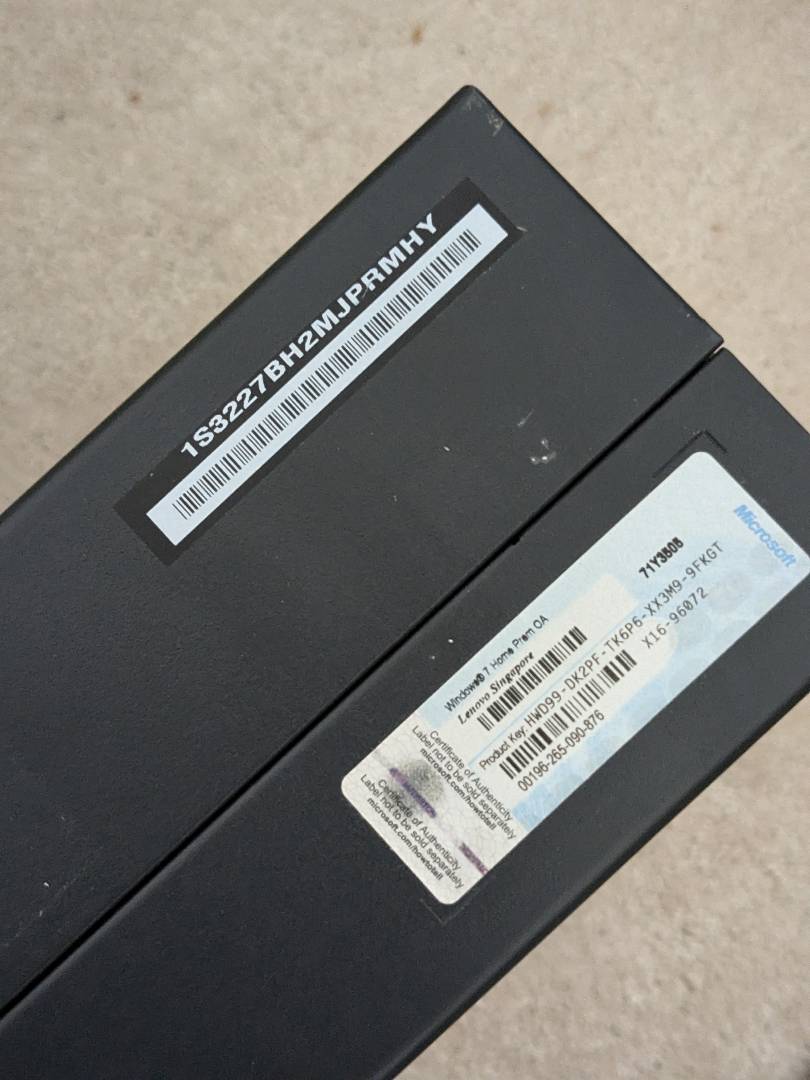 1S3227BH2MJPRMHY
Microsoft
71Y3505
Windows® 7 Home Prem OA
Lenovo Singapore
Product Key: HWD99-DK2PF-TK6P6-XX3M9-9FKGT
X16-96072
00196-265-090-876
Certificate of Authenticity
Label not to be sold separately
microsoft.com/howtotell
Certificate of Authenticity
Label not to be sold separately
microsoft.com/howtotell